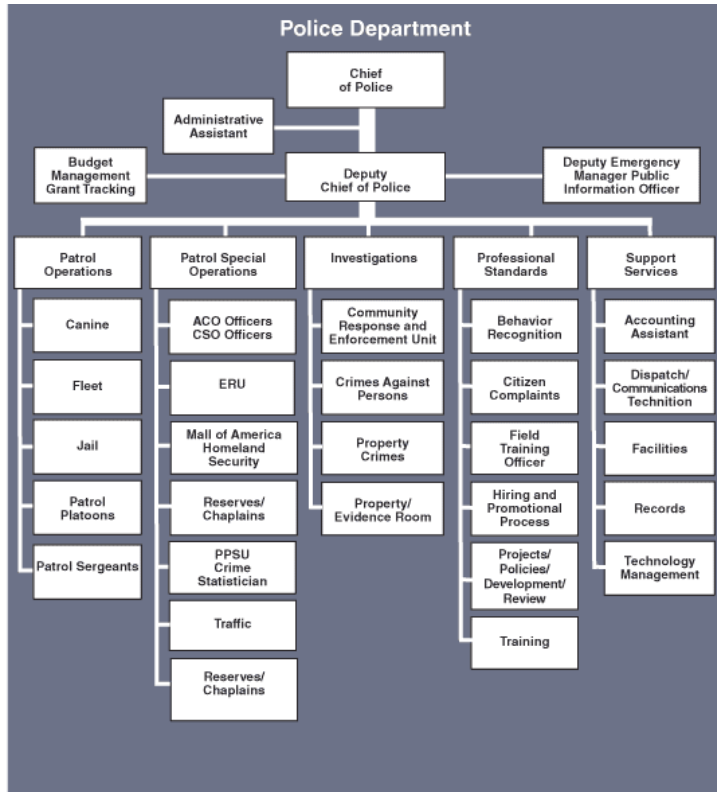 Police Department
Chief
of Police
Administrative
Assistant
Budget
Management
Grant Tracking
Deputy
Chief of Police
Deputy Emergency
Manager Public
Information Officer
Patrol
Operations
Canine
Fleet
Jail
Patrol
Platoons
Patrol Sergeants
Patrol Special
Operations
ACO Officers
CSO Officers
ERU
Mall of America
Homeland
Security
Reserves/
Chaplains
PPSU
Crime
Statistician
Traffic
Reserves/
Chaplains
Investigations
Community
Response and
Enforcement Unit
Crimes Against
Persons
Property
Crimes
Property/
Evidence Room
Professional
Standards
Behavior
Recognition
Citizen
Complaints
Field
Training
Officer
Hiring and
Promotional
Process
Projects/
Policies/
Development/
Review
Training
Support
Services
Accounting
Assistant
Dispatch/
Communications
Technition
Facilities
Records
Technology
Management